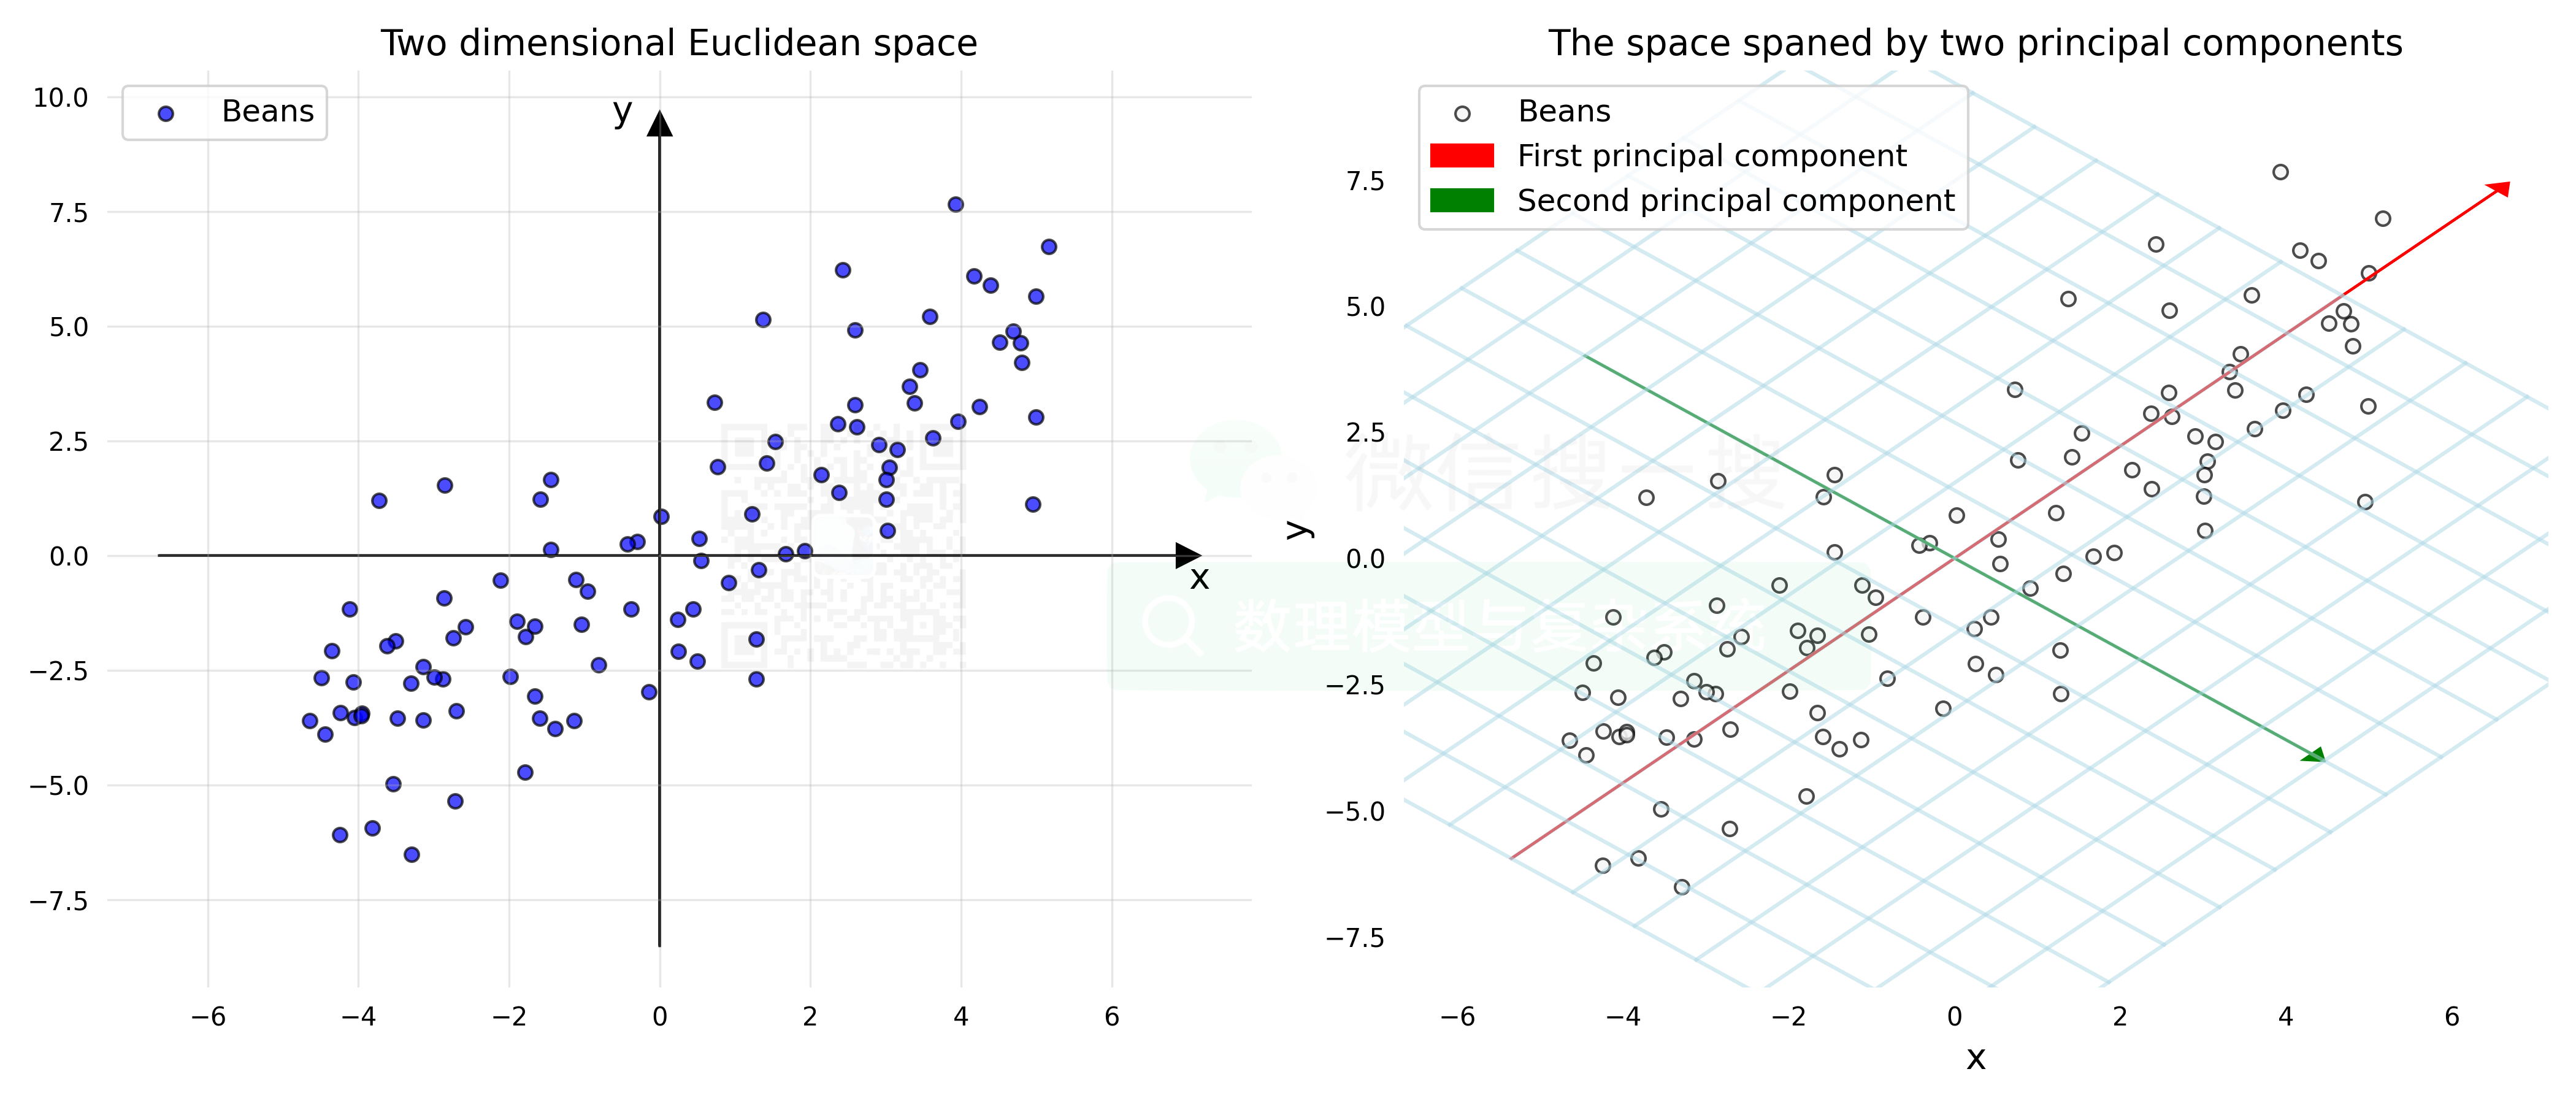 Two dimensional Euclidean space
Beans
y
x
10.0
7.5
5.0
2.5
0.0
−2.5
−5.0
−7.5
−6
−4
−2
0
2
4
6
The space spaned by two principal components
Beans
First principal component
Second principal component
y
7.5
5.0
2.5
0.0
−2.5
−5.0
−7.5
−6
−4
−2
0
2
4
6
x
微信搜一搜
数理模型与复杂系统